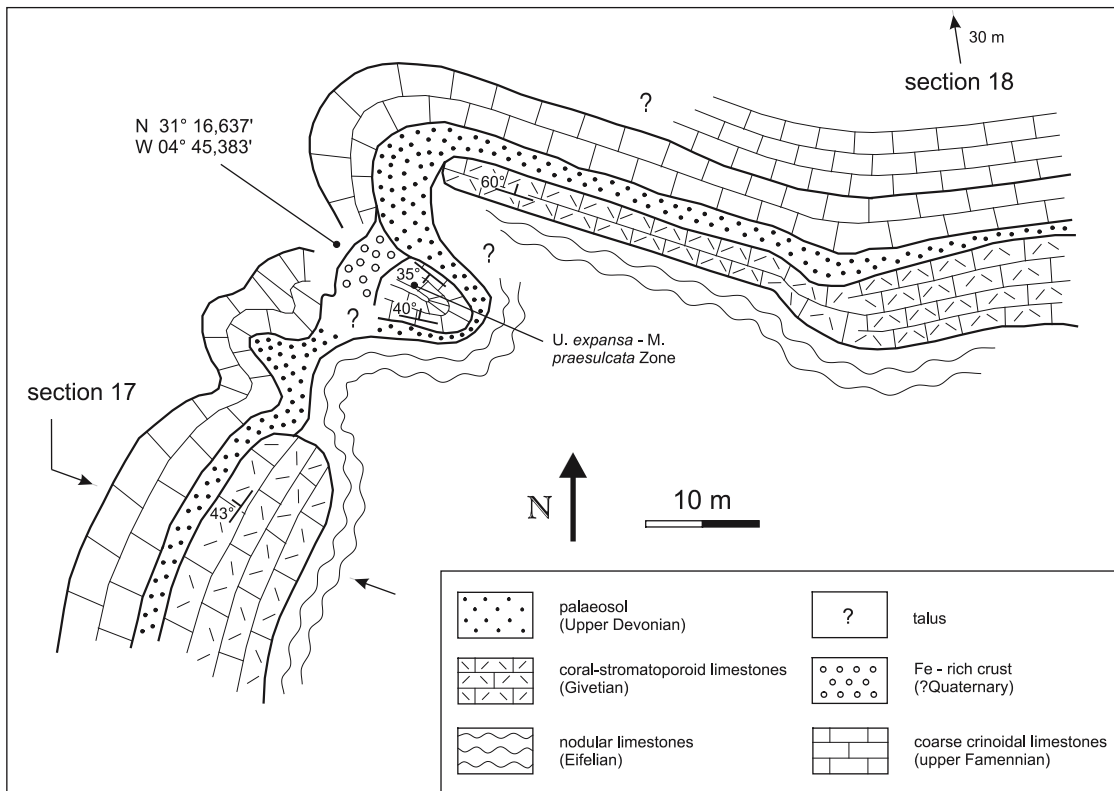 30 m
section 18
?
N 31° 16,637'
W 04° 45,383'
60°
?
35°
40°
?
U. expansa - M.
praesulcata Zone
section 17
43°
N
10 m
palaeosol
(Upper Devonian)
coral-stromatoporoid limestones
(Givetian)
nodular limestones
(Eifelian)
?
talus
Fe - rich crust
(?Quaternary)
coarse crinoidal limestones
(upper Famennian)